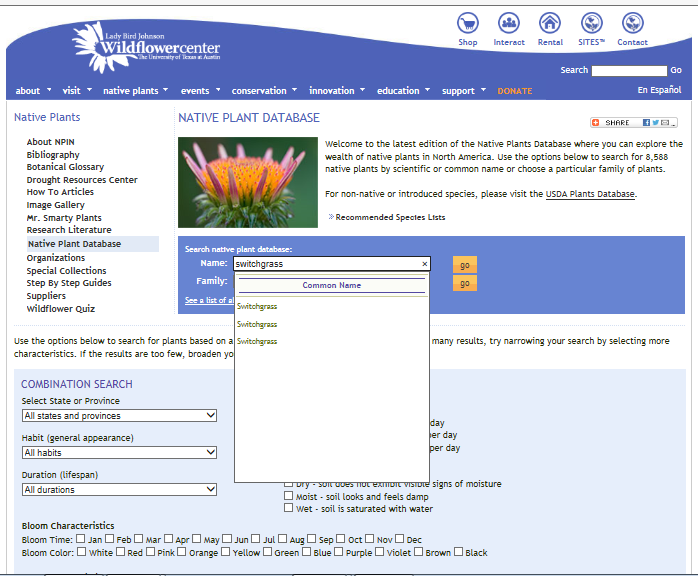 Lady Bird Johnson
Wildflower center
The University of Texas at Austin
Shop Interact Rental SITES™ Contact
Search Go
about visit native plants events conservation innovation education support DONATE En Español
Native Plants
About NPIN
Bibliography
Botanical Glossary
Drought Resources Center
How To Articles
Image Gallery
Mr. Smarty Plants
Research Literature
Native Plant Database
Organizations
Special Collections
Step By Step Guides
Suppliers
Wildflower Quiz
NATIVE PLANT DATABASE
SHARE
Welcome to the latest edition of the Native Plants Database where you can explore the
wealth of native plants in North America. Use the options below to search for 8,588
native plants by scientific or common name or choose a particular family of plants.
For non-native or introduced species, please visit the USDA Plants Database.
» Recommended Species Lists
Search native plant database:
Name: switchgrass × go
Family: go
See a list of al
Common Name
Switchgrass
Switchgrass
Switchgrass
Use the options below to search for plants based on a many results, try narrowing your search by selecting more
characteristics. If the results are too few, broaden yo
COMBINATION SEARCH
Select State or Province
All states and provinces
Habit (general appearance)
All habits
Duration (lifespan)
All durations
day
per day
per day
Dry - soil does not exhibit visible signs of moisture
Moist - soil looks and feels damp
Wet - soil is saturated with water
Bloom Characteristics
Bloom Time: Jan Feb Mar Apr May Jun Jul Aug Sep Oct Nov Dec
Bloom Color: White Red Pink Orange Yellow Green Blue Purple Violet Brown Black